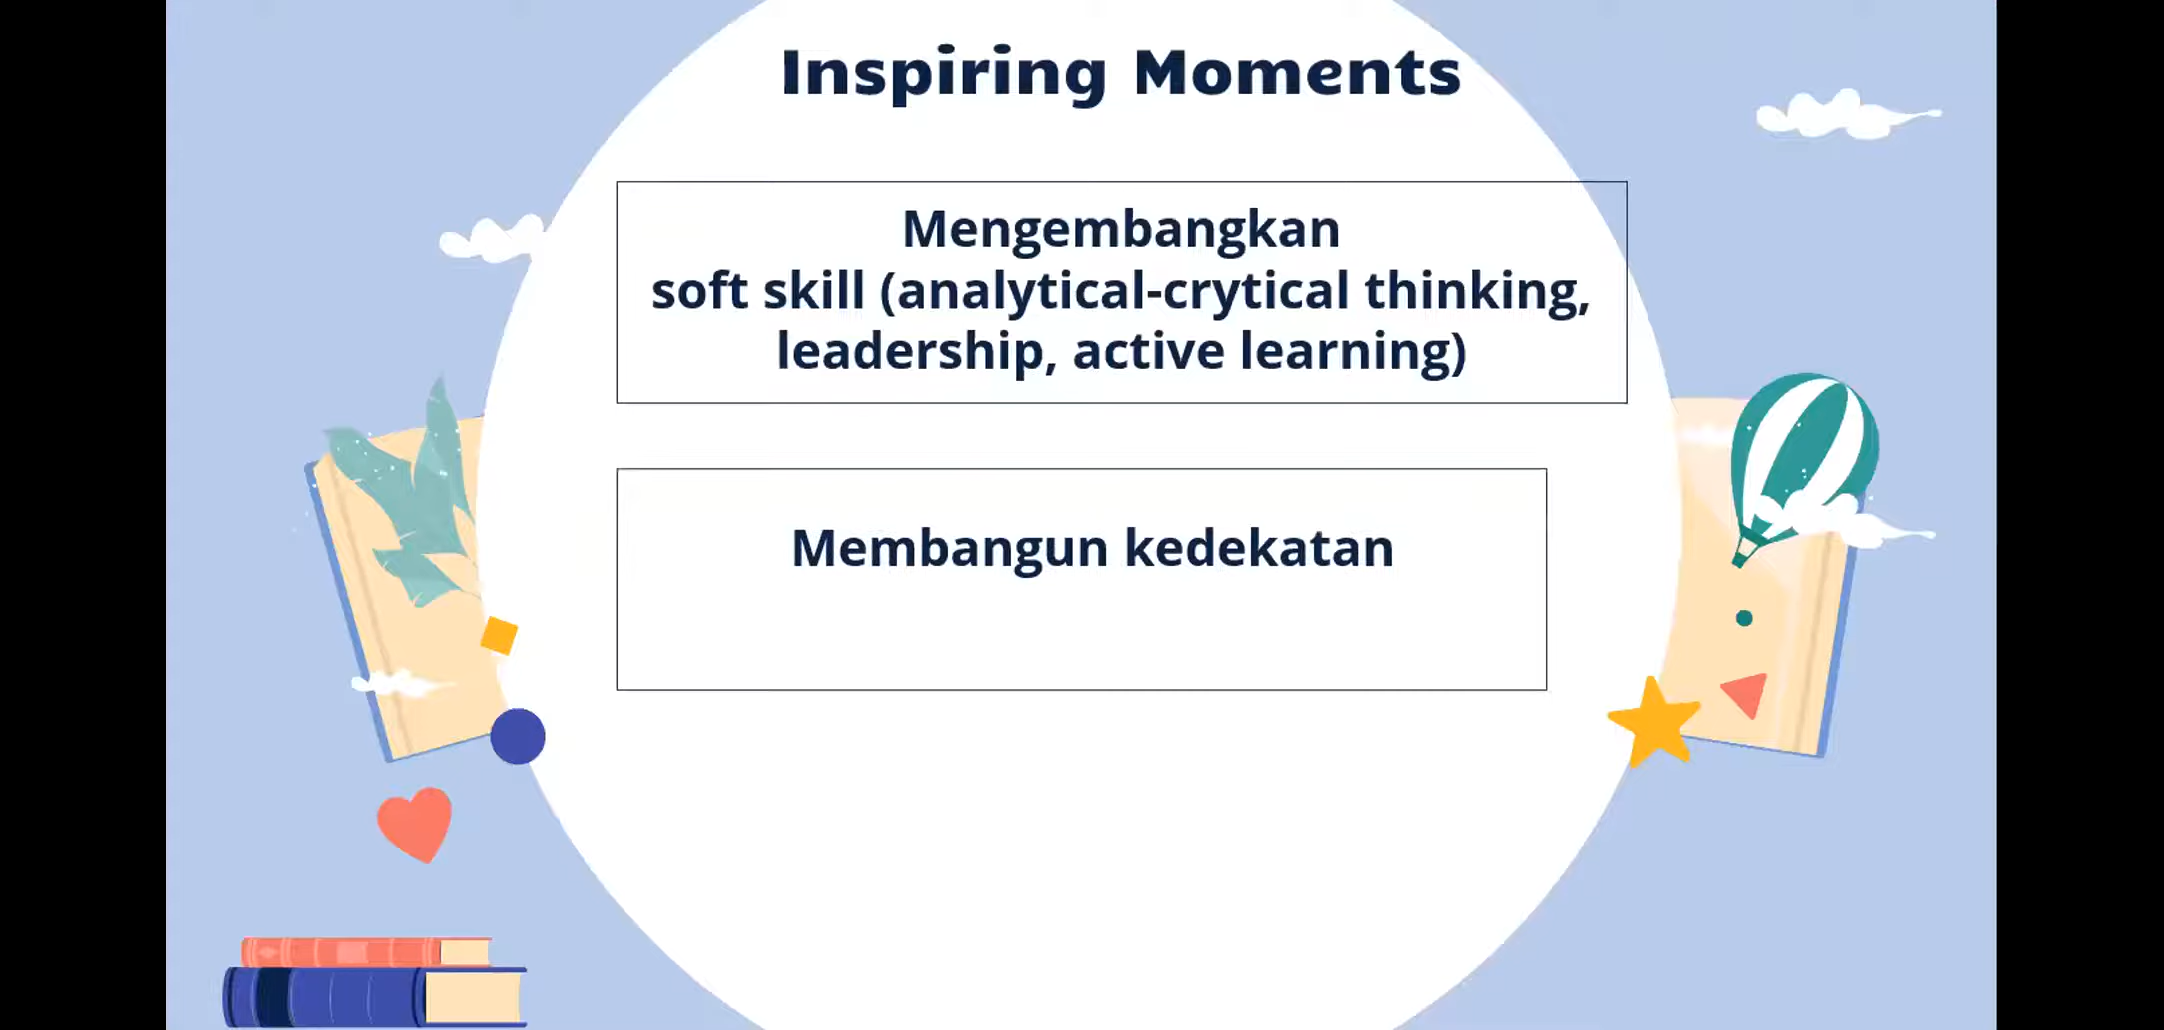 Inspiring Moments
Mengembangkan
soft skill (analytical-crytical thinking,
leadership, active learning)
Membangun kedekatan